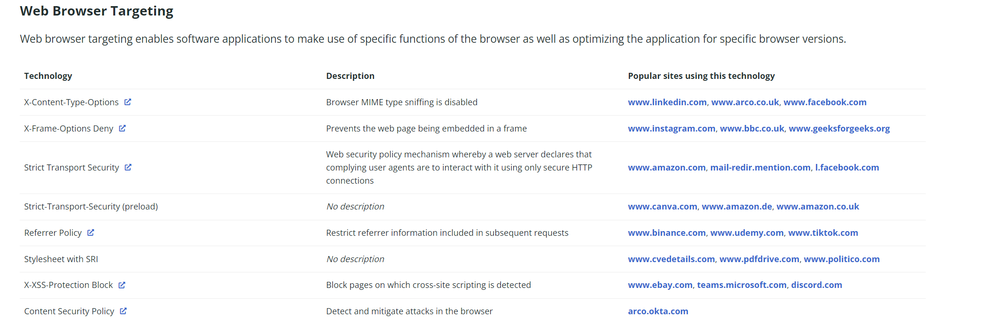 Web Browser Targeting
Web browser targeting enables software applications to make use of specific functions of the browser as well as optimizing the application for specific browser versions.
Technology Description Popular sites using this technology
X-Content-Type-Options Browser MIME type sniffing is disabled www.linkedin.com, www.arco.co.uk, www.facebook.com
X-Frame-Options Deny Prevents the web page being embedded in a frame www.instagram.com, www.bbc.co.uk, www.geeksforgeeks.org
Web security policy mechanism whereby a web server declares that
Strict Transport Security complying user agents are to interact with it using only secure HTTP www.amazon.com, mail-redir.mention.com, l.facebook.com
connections
Strict-Transport-Security (preload) No description www.canva.com, www.amazon.de, www.amazon.co.uk
Referrer Policy Restrict referrer information included in subsequent requests www.binance.com, www.udemy.com, www.tiktok.com
Stylesheet with SRI No description www.cvedetails.com, www.pdfdrive.com, www.politico.com
X-XSS-Protection Block Block pages on which cross-site scripting is detected www.ebay.com, teams.microsoft.com, discord.com
Content Security Policy Detect and mitigate attacks in the browser arco.okta.com